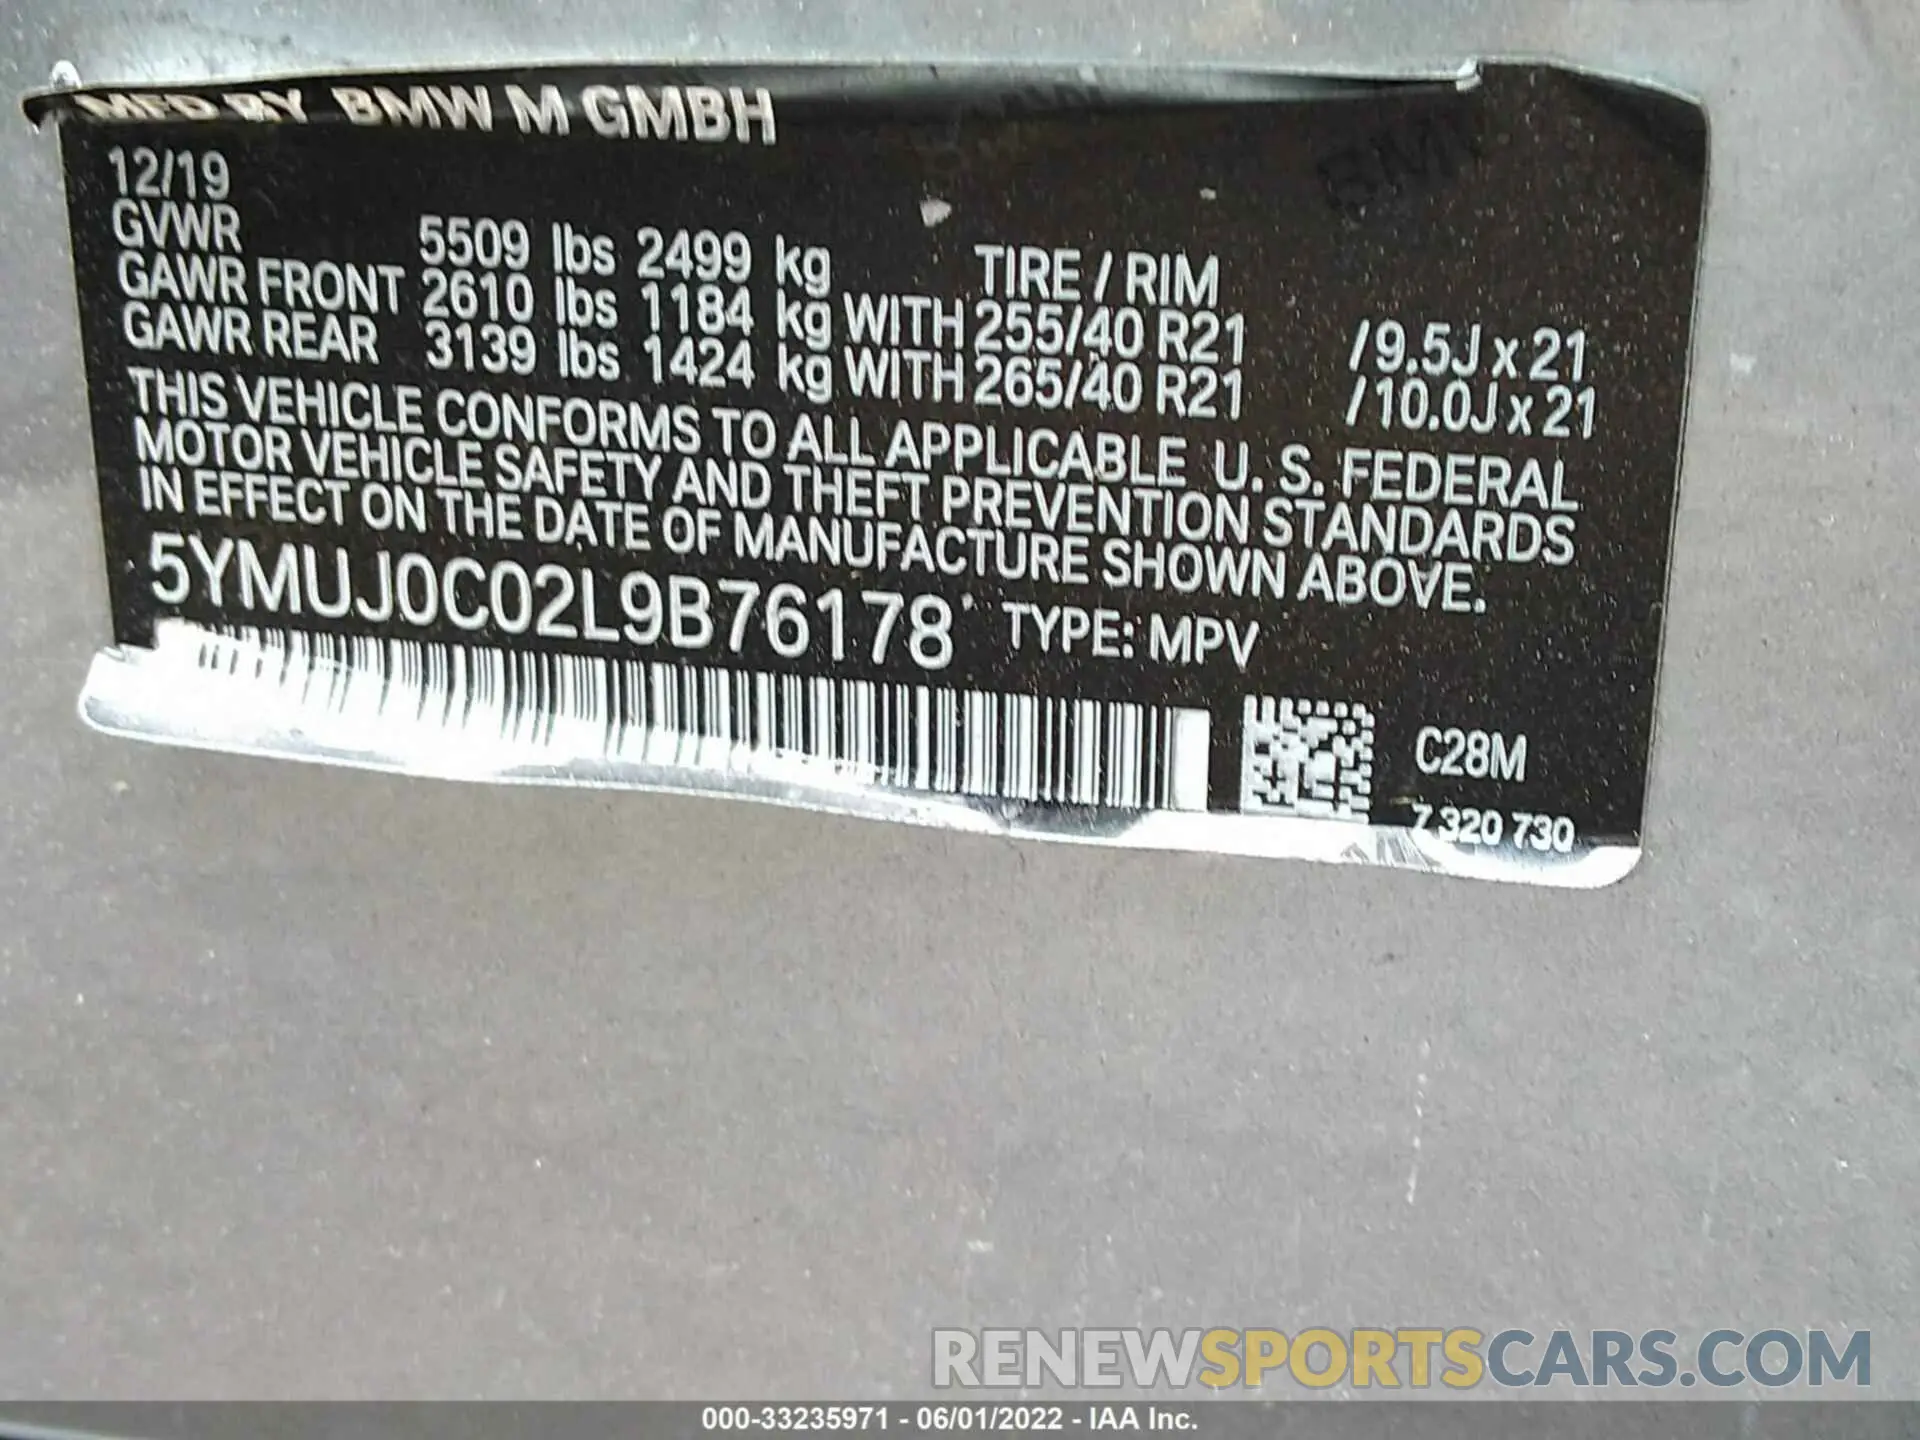 MFD BY BMW M GMBH
12/19
GVWR 5509 lbs 2499 kg TIRE / RIM
GAWR FRONT 2610 lbs 1184 kg WITH 255/40 R21 /9.5J x 21
GAWR REAR 3139 lbs 1424 kg WITH 265/40 R21 /10.0J x 21
THIS VEHICLE CONFORMS TO ALL APPLICABLE U. S. FEDERAL
MOTOR VEHICLE SAFETY AND THEFT PREVENTION STANDARDS
IN EFFECT ON THE DATE OF MANUFACTURE SHOWN ABOVE.
5YMUJ0C02L9B76178 TYPE: MPV
C28M
7 320 730
RENEWSPORTSCARS.COM
000-33235971 - 06/01/2022 - IAA Inc.